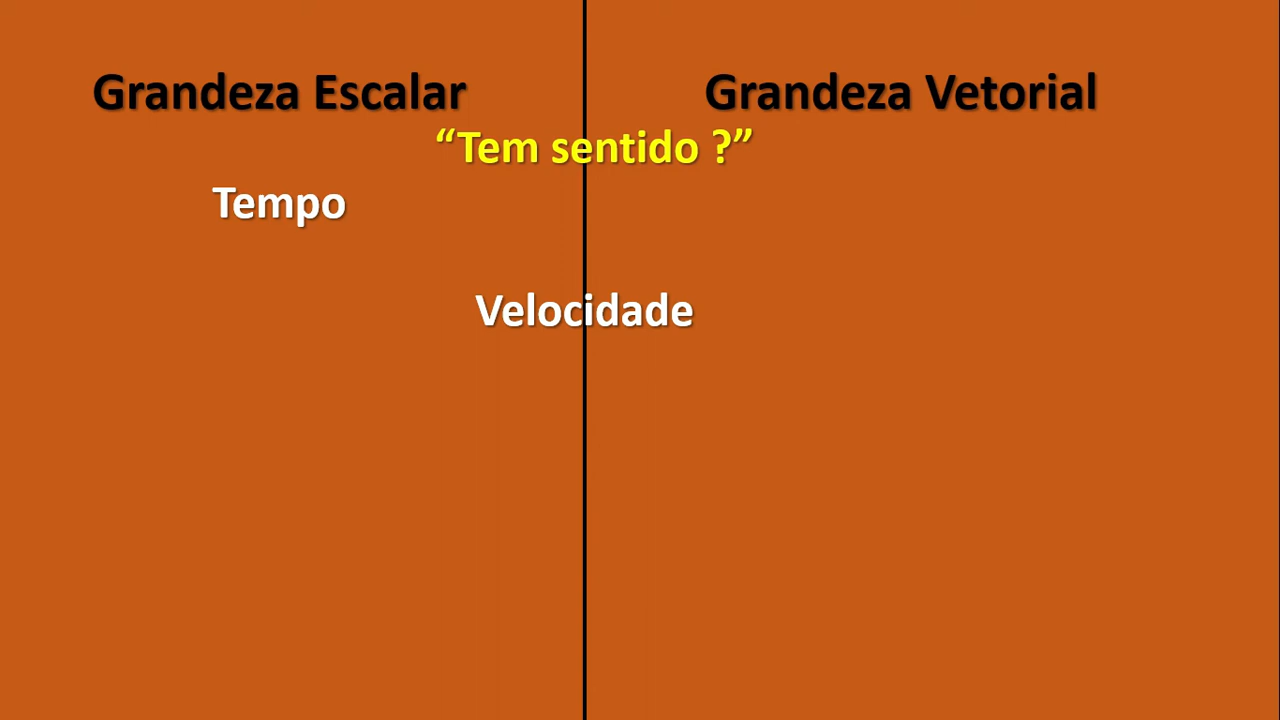 Grandeza Escalar
Grandeza Vetorial
“Tem sentido ?”
Tempo
Velocidade